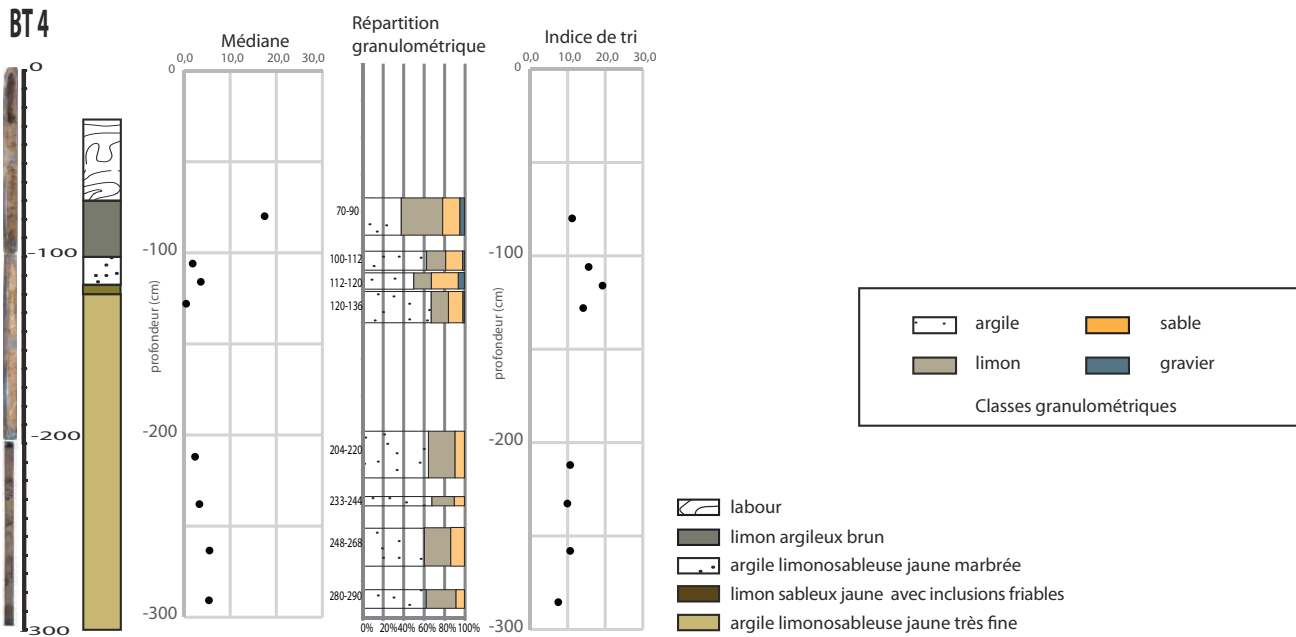 BT 4
0
-100
-200
-300
Médiane
0,0 10,0 20,0 30,0
0
-100
-200
-300
profondeur (cm)
Répartition
granulométrique
70-90
100-112
112-120
120-136
204-220
233-244
248-268
280-290
0% 20% 40% 60% 80% 100%
Indice de tri
0,0 10,0 20,0 30,0
0
-100
-200
-300
profondeur (cm)
argile
sable
limon
gravier
Classes granulométriques
labour
limon argileux brun
argile limonosableuse jaune marbrée
limon sableux jaune avec inclusions friables
argile limonosableuse jaune très fine